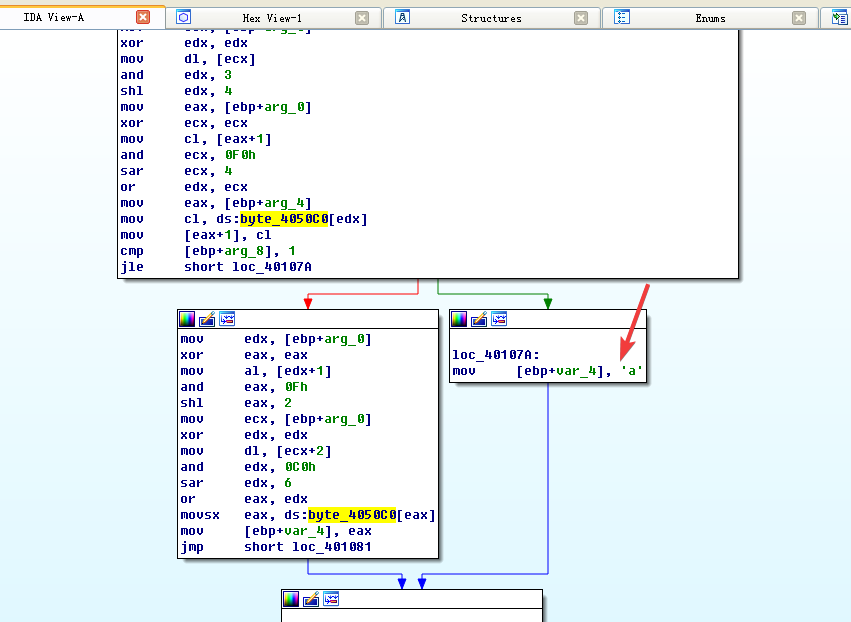 IDA View-A Hex View-1 Structures Enums
xor edx, edx
mov dl, [ecx]
and edx, 3
shl edx, 4
mov eax, [ebp+arg_0]
xor ecx, ecx
mov cl, [eax+1]
and ecx, 0F0h
sar ecx, 4
or edx, ecx
mov eax, [ebp+arg_4]
mov cl, ds:byte_4050C0[edx]
mov [eax+1], cl
cmp [ebp+arg_8], 1
jle short loc_40107A
mov edx, [ebp+arg_0]
xor eax, eax
mov al, [edx+1]
and eax, 0Fh
shl eax, 2
mov ecx, [ebp+arg_0]
xor edx, edx
mov dl, [ecx+2]
and edx, 0C0h
sar edx, 6
or eax, edx
movsx eax, ds:byte_4050C0[eax]
mov [ebp+var_4], eax
jmp short loc_401081
loc_40107A:
mov [ebp+var_4], 'a'